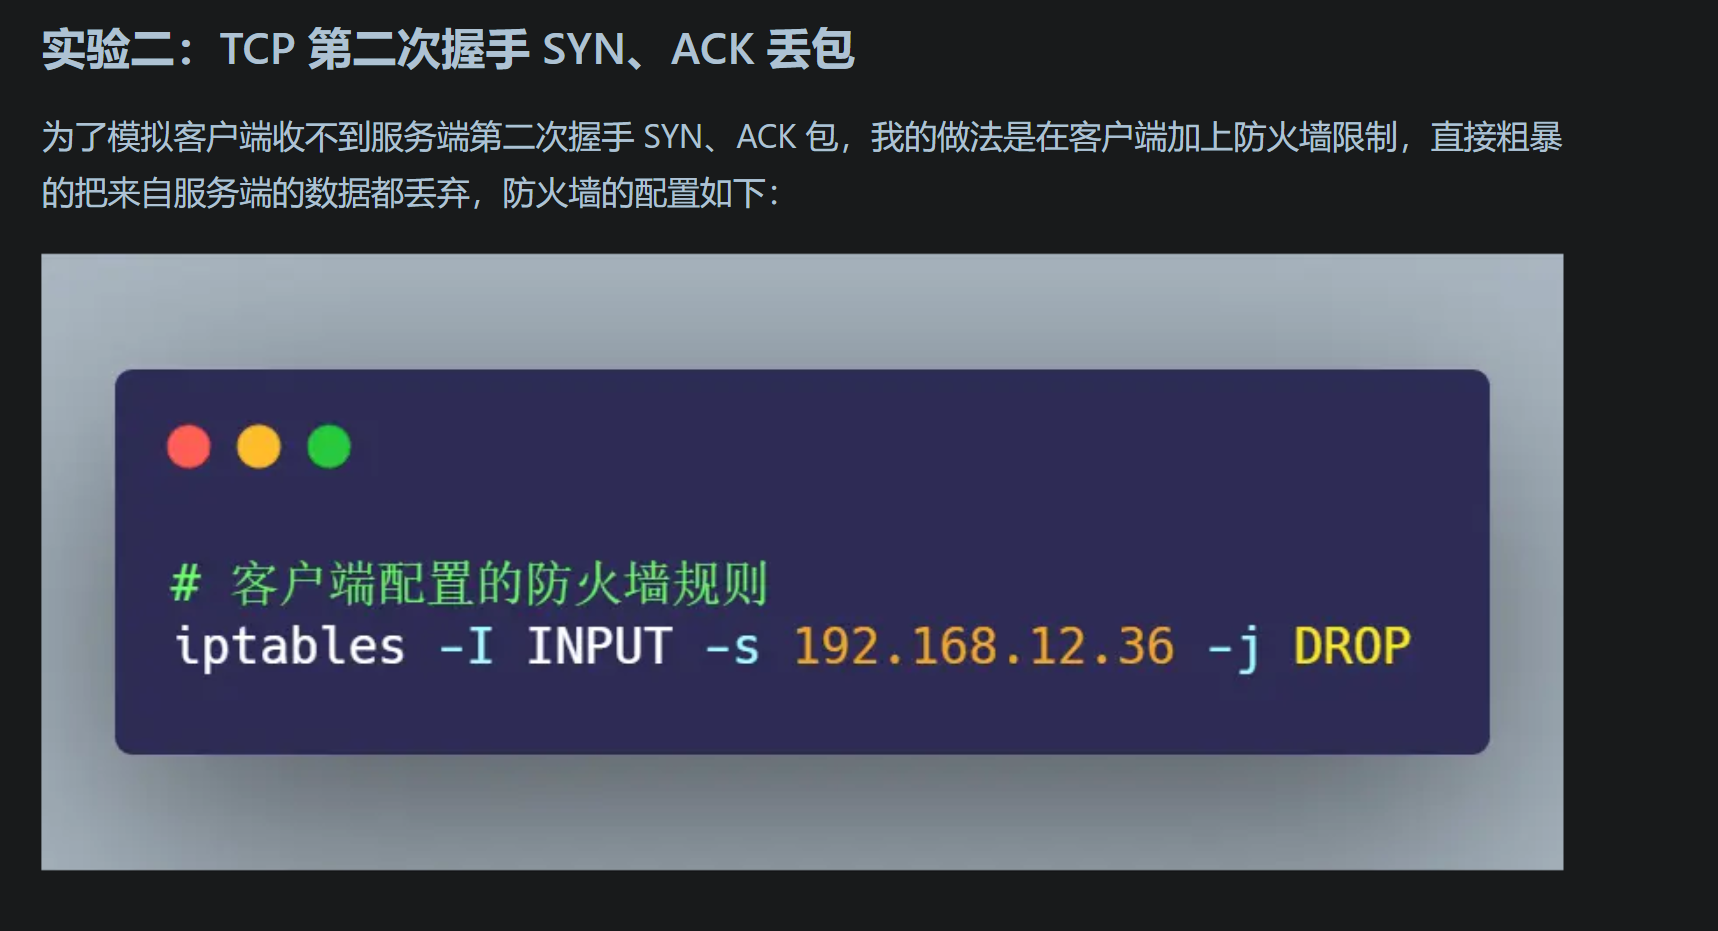 实验二：TCP 第二次握手 SYN、ACK 丢包
为了模拟客户端收不到服务端第二次握手 SYN、ACK 包，我的做法是在客户端加上防火墙限制，直接粗暴
的把来自服务端的数据都丢弃，防火墙的配置如下：
# 客户端配置的防火墙规则
iptables -I INPUT -s 192.168.12.36 -j DROP